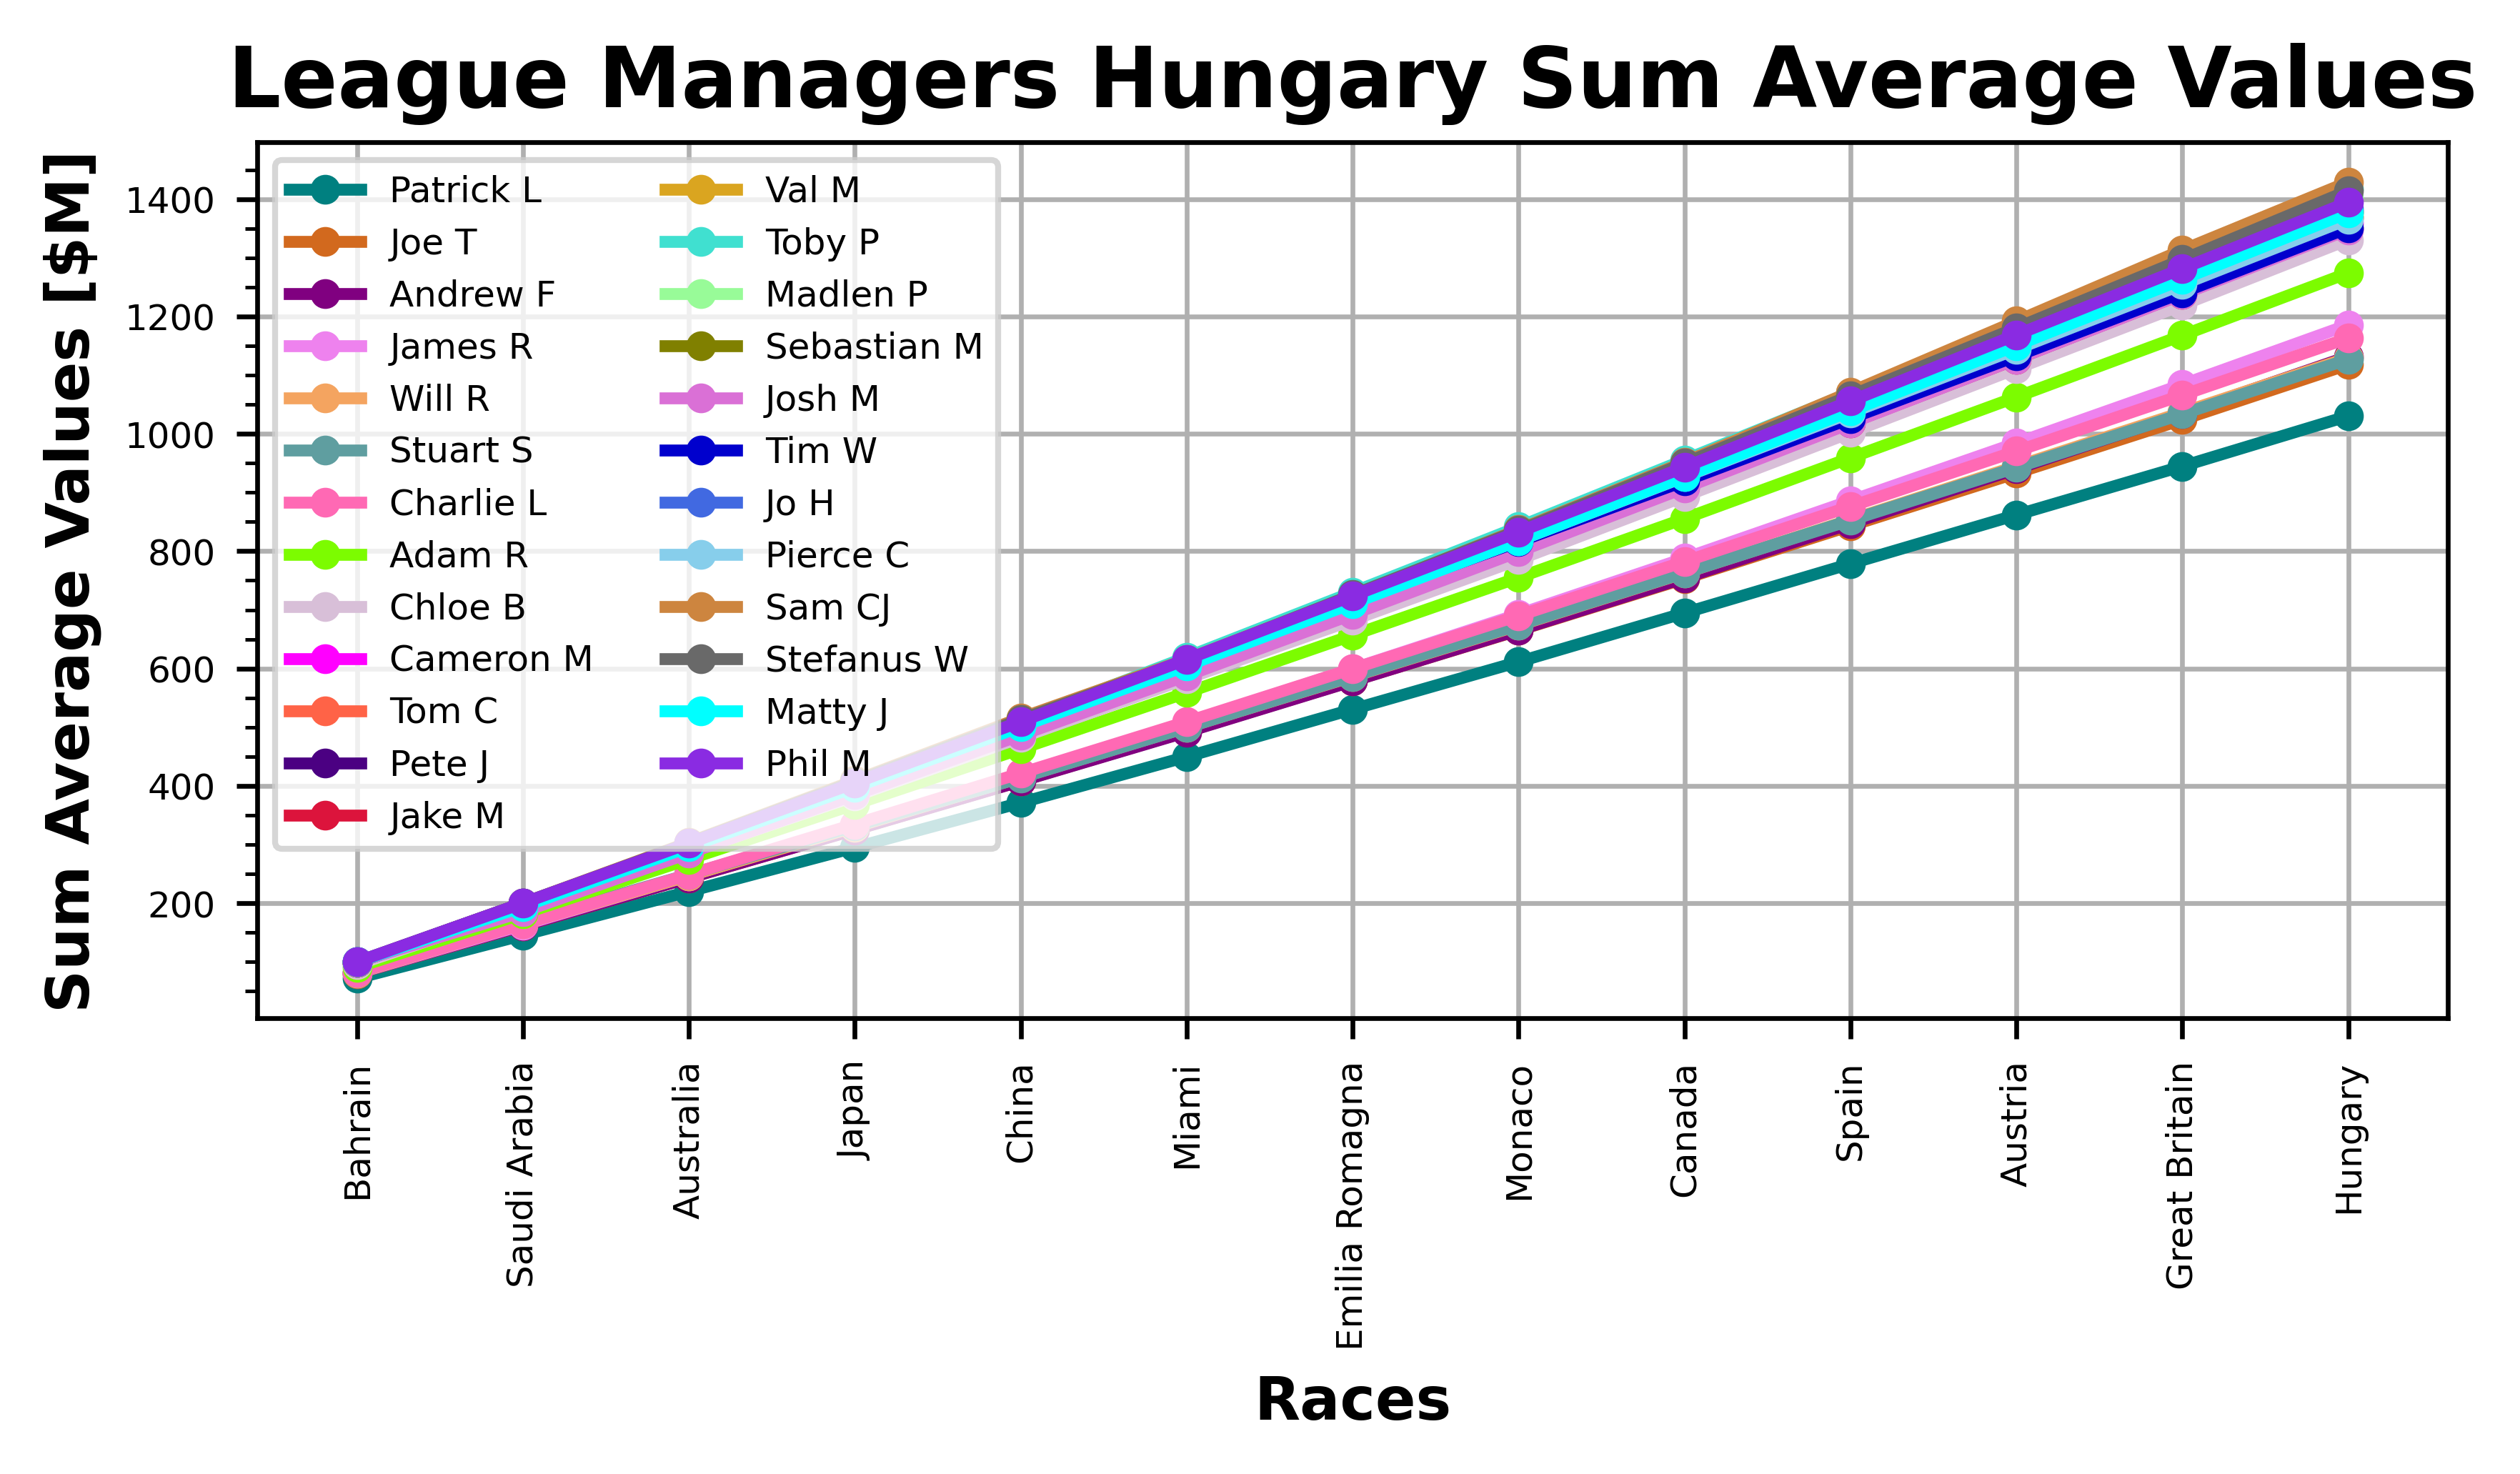 League Managers Hungary Sum Average Values
Sum Average Values [$M]
1400
1200
1000
800
600
400
200
Patrick L
Joe T
Andrew F
James R
Will R
Stuart S
Charlie L
Adam R
Chloe B
Cameron M
Tom C
Pete J
Jake M
Val M
Toby P
Madlen P
Sebastian M
Josh M
Tim W
Jo H
Pierce C
Sam CJ
Stefanus W
Matty J
Phil M
Bahrain
Saudi Arabia
Australia
Japan
China
Miami
Emilia Romagna
Monaco
Canada
Spain
Austria
Great Britain
Hungary
Races